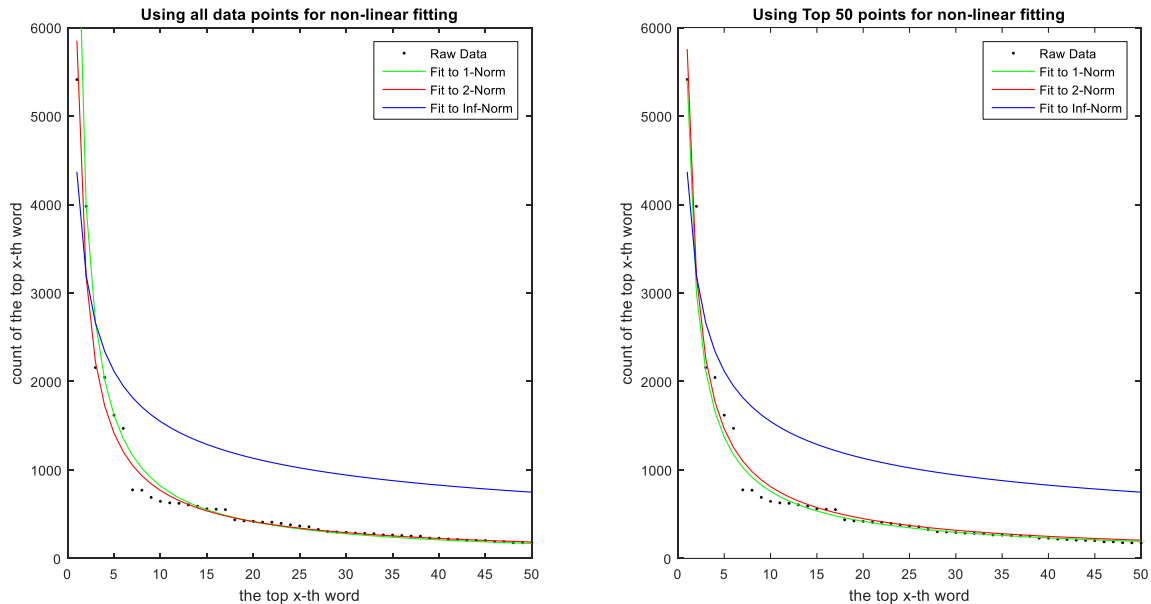 Using all data points for non-linear fitting
6000
5000
4000
3000
2000
1000
0
count of the top x-th word
Raw Data
Fit to 1-Norm
Fit to 2-Norm
Fit to Inf-Norm
0 5 10 15 20 25 30 35 40 45 50
the top x-th word
Using Top 50 points for non-linear fitting
6000
5000
4000
3000
2000
1000
0
count of the top x-th word
Raw Data
Fit to 1-Norm
Fit to 2-Norm
Fit to Inf-Norm
0 5 10 15 20 25 30 35 40 45 50
the top x-th word